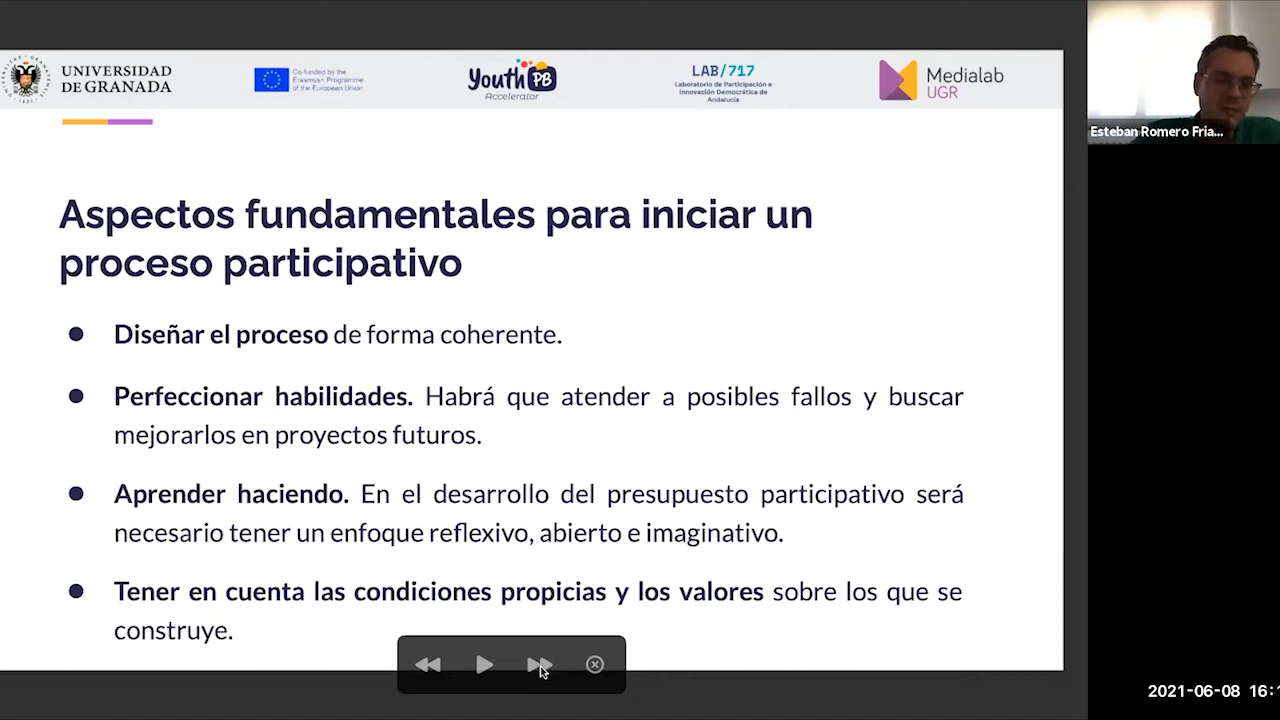 UNIVERSIDAD
DE GRANADA
Co-funded by the
Erasmus+ Programme
of the European Union
Youth PB
Accelerator
LAB/717
Laboratorio de Participación e
Innovación Democrática de
Andalucía
Medialab
UGR
Esteban Romero Fria...
Aspectos fundamentales para iniciar un
proceso participativo
● Diseñar el proceso de forma coherente.
● Perfeccionar habilidades. Habrá que atender a posibles fallos y buscar
mejorarlos en proyectos futuros.
● Aprender haciendo. En el desarrollo del presupuesto participativo será
necesario tener un enfoque reflexivo, abierto e imaginativo.
● Tener en cuenta las condiciones propicias y los valores sobre los que se
construye.
2021-06-08 16:1